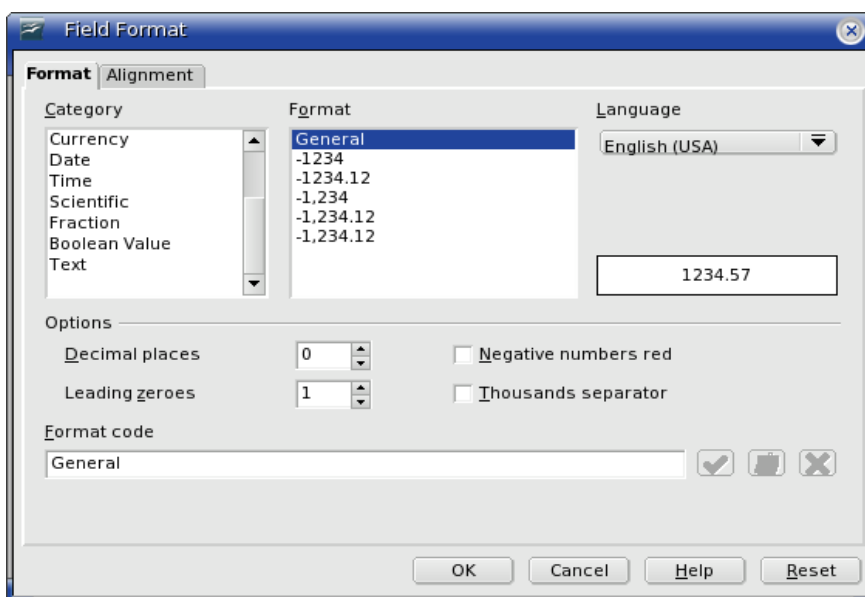 Field Format
Format Alignment
Category Format Language
Currency
Date
Time
Scientific
Fraction
Boolean Value
Text
General
-1234
-1234.12
-1,234
-1,234.12
-1,234.12
English (USA)
1234.57
Options
Decimal places 0 Negative numbers red
Leading zeroes 1 Thousands separator
Format code
General
OK Cancel Help Reset